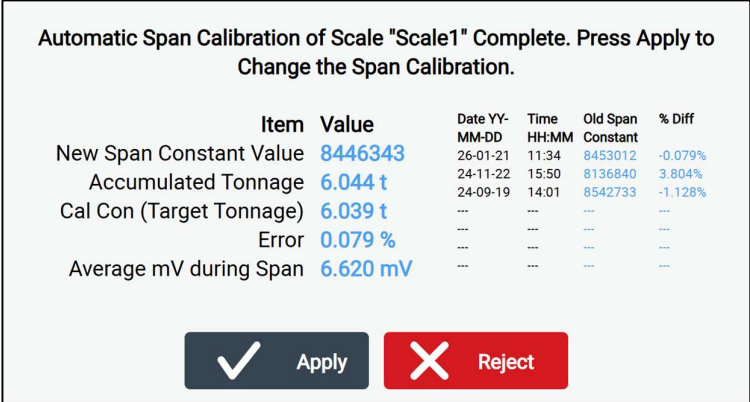 Automatic Span Calibration of Scale "Scale1" Complete. Press Apply to
Change the Span Calibration.
Item Value
New Span Constant Value 8446343
Accumulated Tonnage 6.044 t
Cal Con (Target Tonnage) 6.039 t
Error 0.079 %
Average mV during Span 6.620 mV
Date YY- Time Old Span % Diff
MM-DD HH:MM Constant
26-01-21 11:34 8453012 -0.079%
24-11-22 15:50 8136840 3.804%
24-09-19 14:01 8542733 -1.128%
--- --- --- ---
--- --- --- ---
--- --- --- ---
--- --- --- ---
Apply Reject